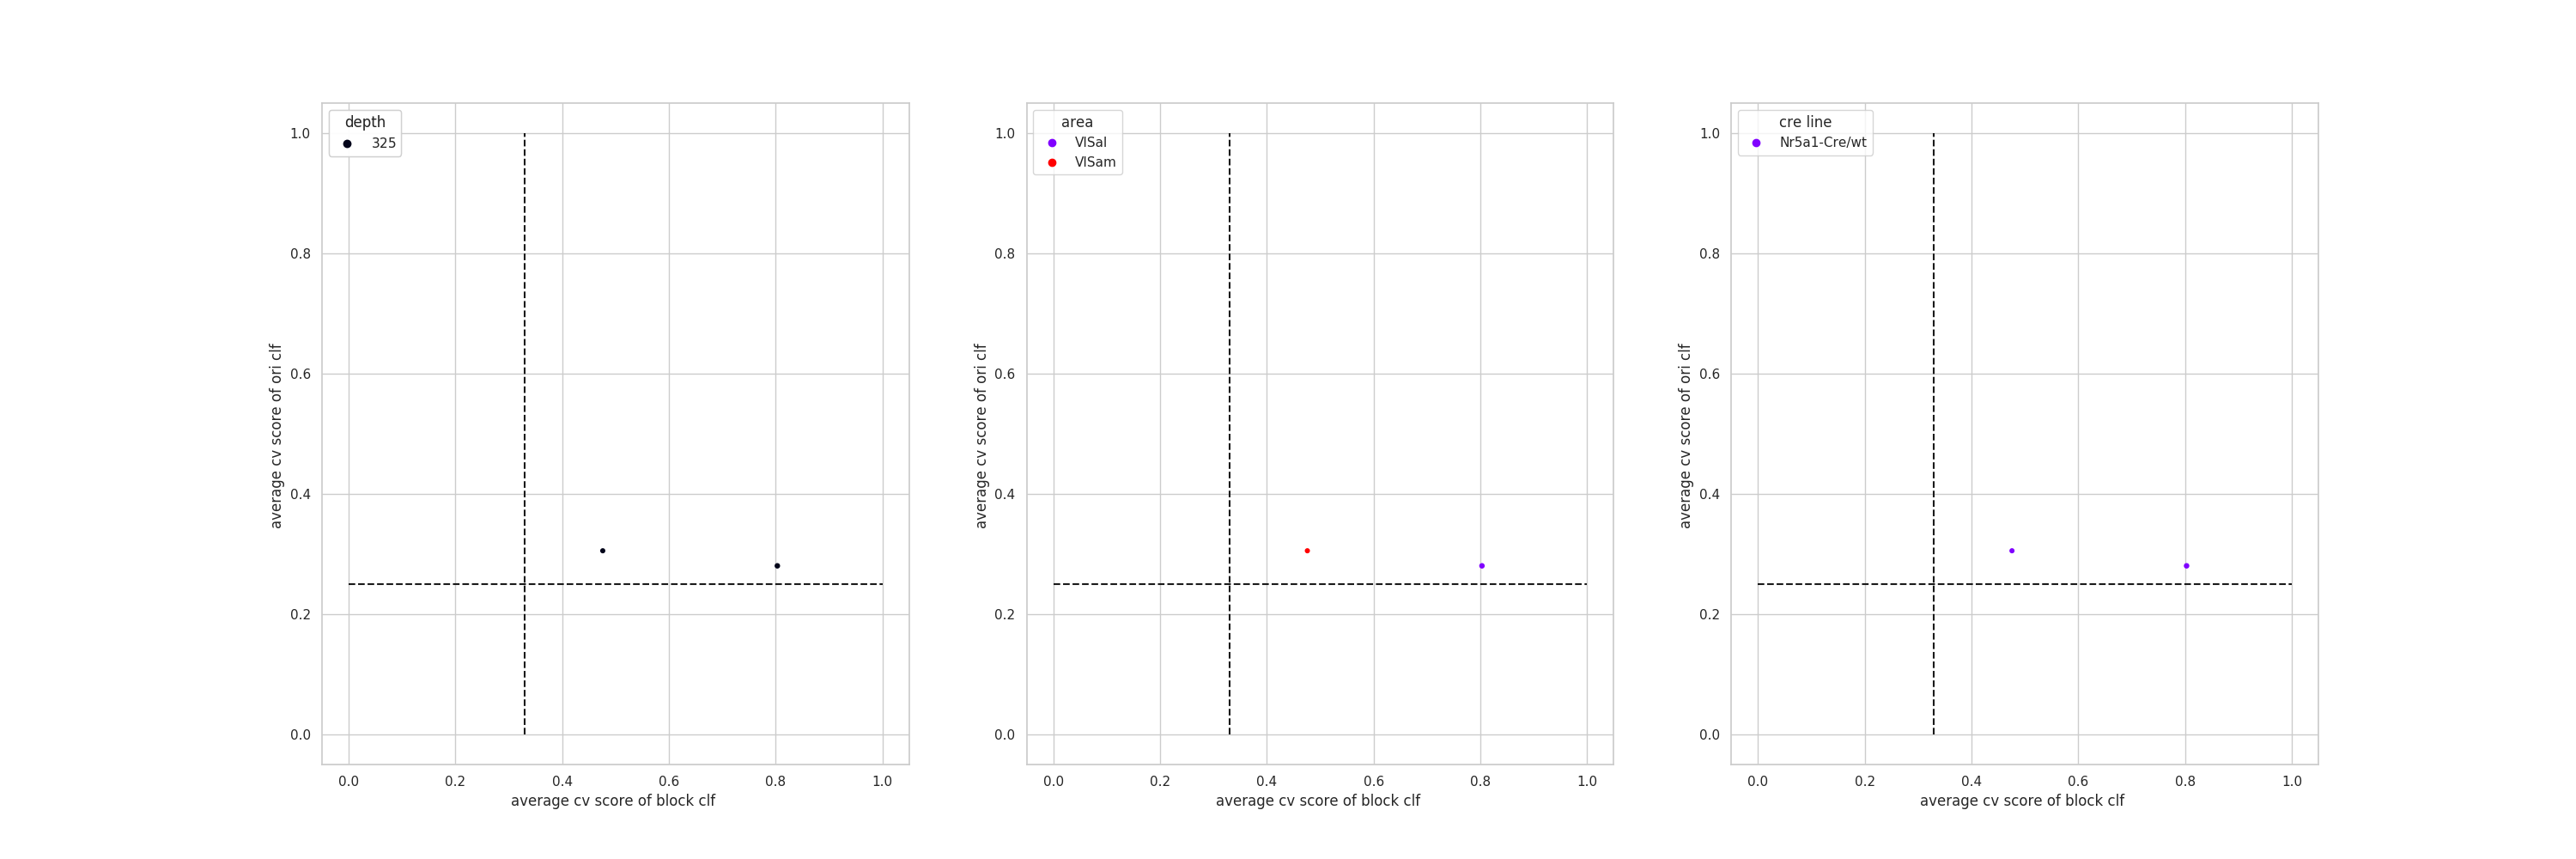 depth
325
1.0
0.8
0.6
0.4
0.2
0.0
average cv score of ori clf
0.0 0.2 0.4 0.6 0.8 1.0
average cv score of block clf
area
VISal
VISam
1.0
0.8
0.6
0.4
0.2
0.0
average cv score of ori clf
0.0 0.2 0.4 0.6 0.8 1.0
average cv score of block clf
cre line
Nr5a1-Cre/wt
1.0
0.8
0.6
0.4
0.2
0.0
average cv score of ori clf
0.0 0.2 0.4 0.6 0.8 1.0
average cv score of block clf